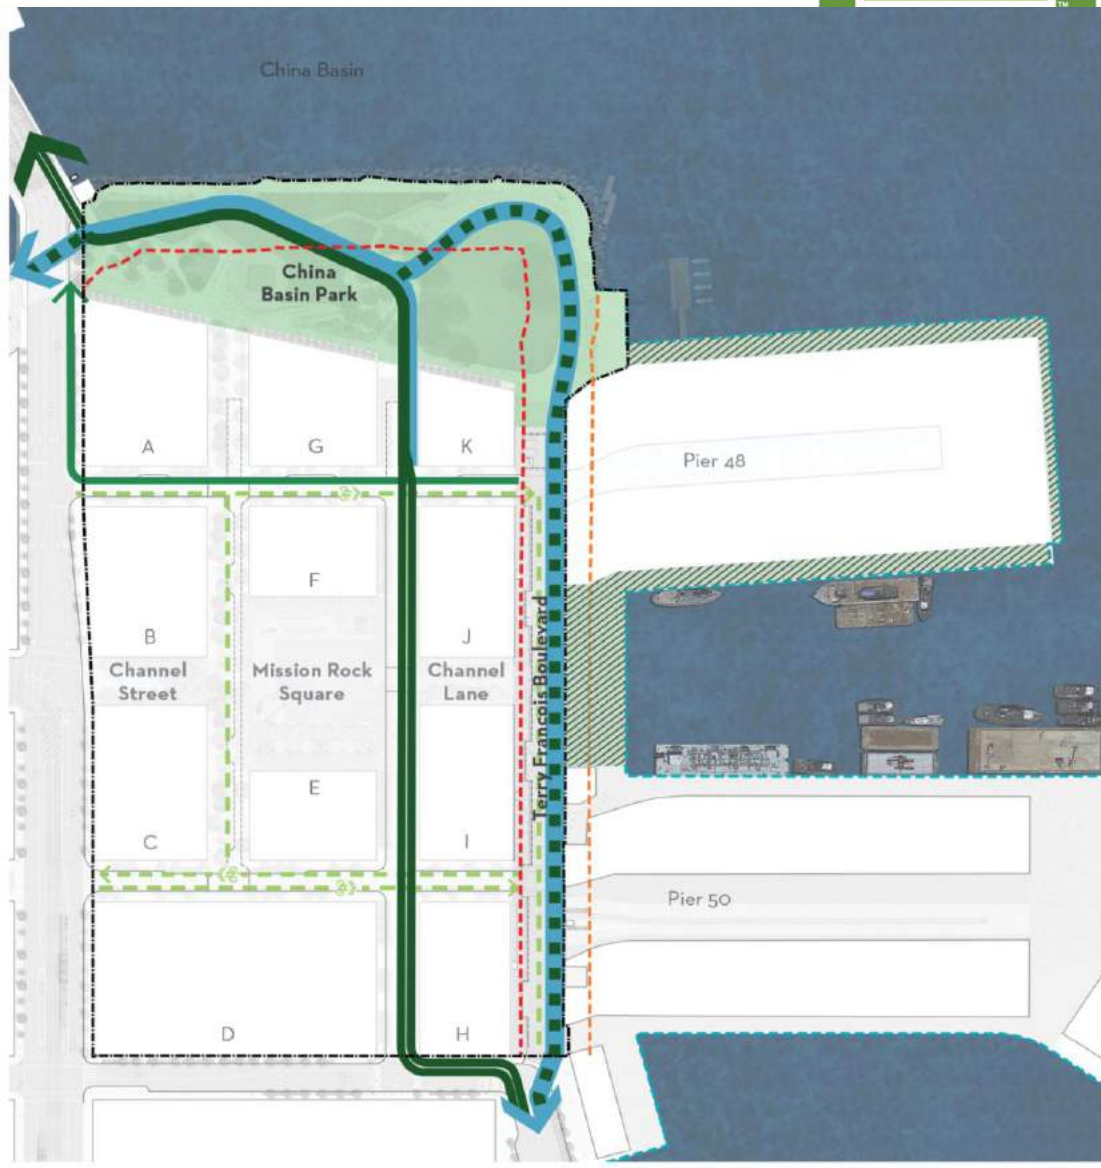 TM
China Basin
China
Basin Park
A
G
K
Pier 48
F
B
J
Channel
Street
Mission Rock
Square
Channel
Lane
Terry Francois Boulevard
E
C
I
Pier 50
D
H